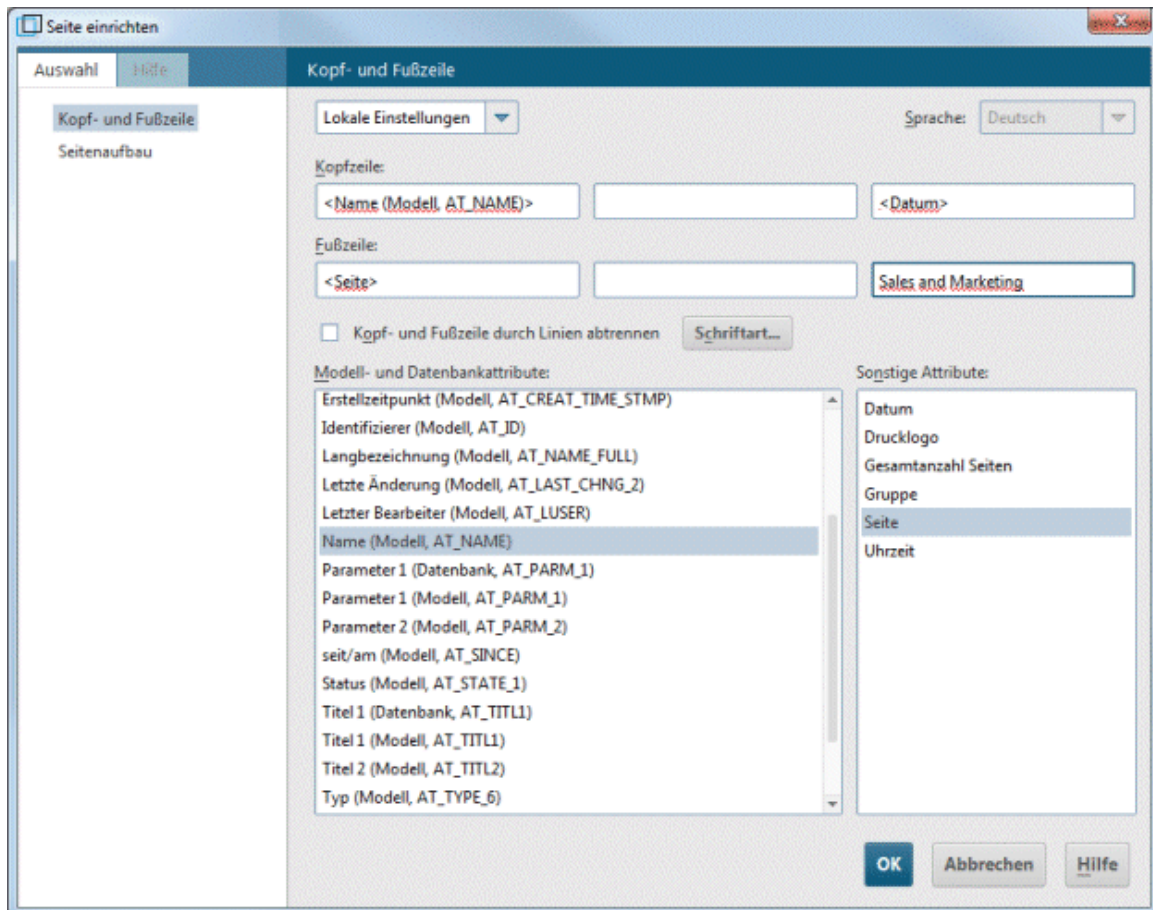 Seite einrichten
Auswahl Hilfe
Kopf- und Fußzeile
Kopf- und Fußzeile
Seitenaufbau
Lokale Einstellungen
Sprache: Deutsch
Kopfzeile:
<Name (Modell, AT_NAME)> <Datum>
Fußzeile:
<Seite> Sales and Marketing
Kopf- und Fußzeile durch Linien abtrennen Schriftart...
Modell- und Datenbankattribute:
Erstellzeitpunkt (Modell, AT_CREAT_TIME_STMP)
Identifizierer (Modell, AT_ID)
Langbezeichnung (Modell, AT_NAME_FULL)
Letzte Änderung (Modell, AT_LAST_CHNG_2)
Letzter Bearbeiter (Modell, AT_LUSER)
Name (Modell, AT_NAME)
Parameter 1 (Datenbank, AT_PARM_1)
Parameter 1 (Modell, AT_PARM_1)
Parameter 2 (Modell, AT_PARM_2)
seit/am (Modell, AT_SINCE)
Status (Modell, AT_STATE_1)
Titel 1 (Datenbank, AT_TITL1)
Titel 1 (Modell, AT_TITL1)
Titel 2 (Modell, AT_TITL2)
Typ (Modell, AT_TYPE_6)
Sonstige Attribute:
Datum
Drucklogo
Gesamtanzahl Seiten
Gruppe
Seite
Uhrzeit
OK Abbrechen Hilfe